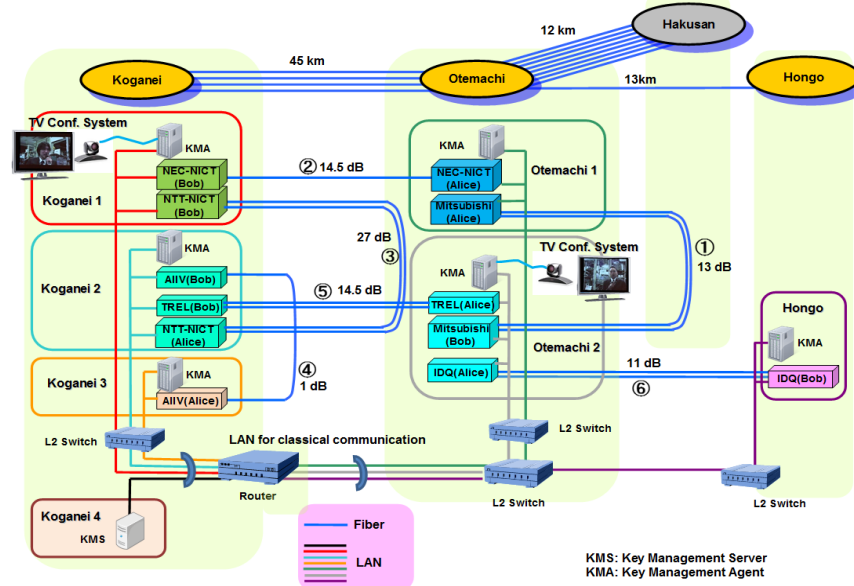 Hakusan
12 km
45 km
Koganei
Otemachi
13km
Hongo
TV Conf. System
KMA
KMA
NEC-NICT
(Bob)
② 14.5 dB
NEC-NICT
(Alice)
Otemachi 1
Koganei 1
NTT-NICT
(Bob)
Mitsubishi
(Alice)
27 dB
③
①
13 dB
Koganei 2
KMA
TV Conf. System
KMA
AIIV(Bob)
⑤ 14.5 dB
TREL(Bob)
TREL(Alice)
NTT-NICT
(Alice)
Mitsubishi
(Bob)
Otemachi 2
Hongo
KMA
Koganei 3
KMA
④
1 dB
11 dB
⑥
IDQ(Alice)
IDQ(Bob)
AIIV(Alice)
L2 Switch
LAN for classical communication
L2 Switch
Router
L2 Switch
L2 Switch
Koganei 4
KMS
Fiber
LAN
KMS: Key Management Server
KMA: Key Management Agent